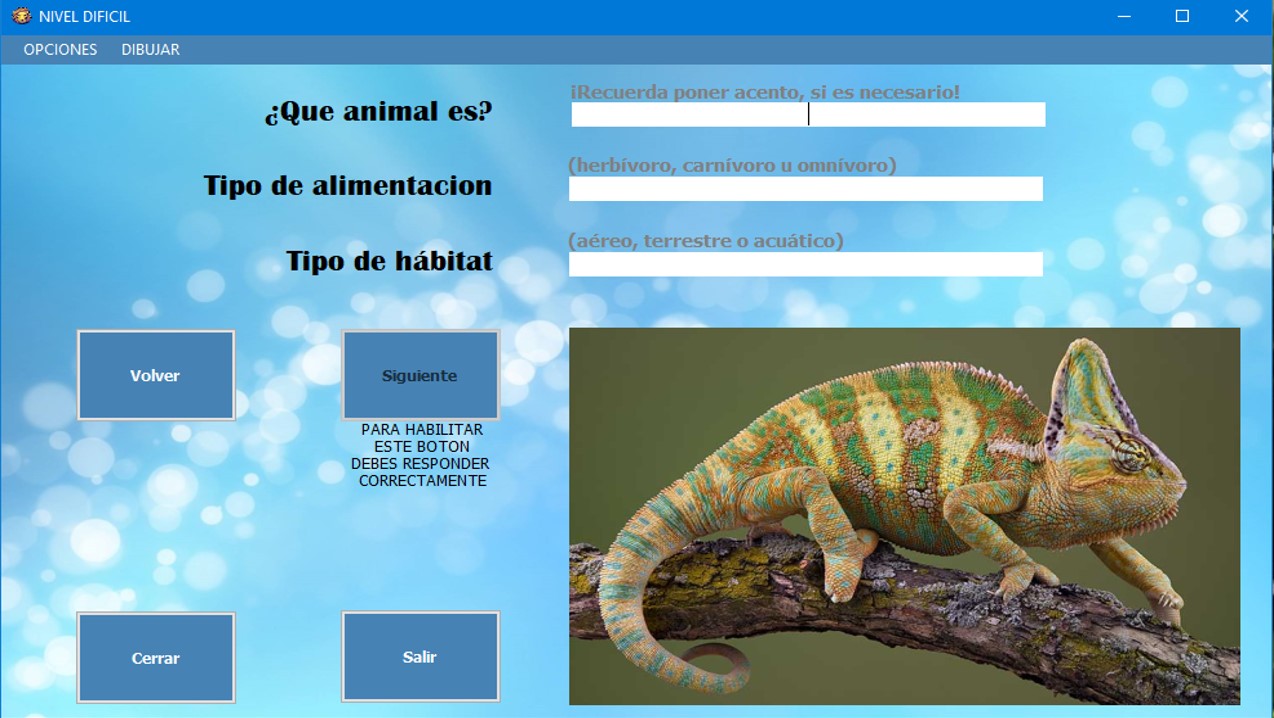 NIVEL DIFICIL
OPCIONES DIBUJAR
¡Recuerda poner acento, si es necesario!
¿Que animal es?
(herbívoro, carnívoro u omnívoro)
Tipo de alimentacion
(aéreo, terrestre o acuático)
Tipo de hábitat
Volver
Siguiente
PARA HABILITAR
ESTE BOTON
DEBES RESPONDER
CORRECTAMENTE
Cerrar
Salir